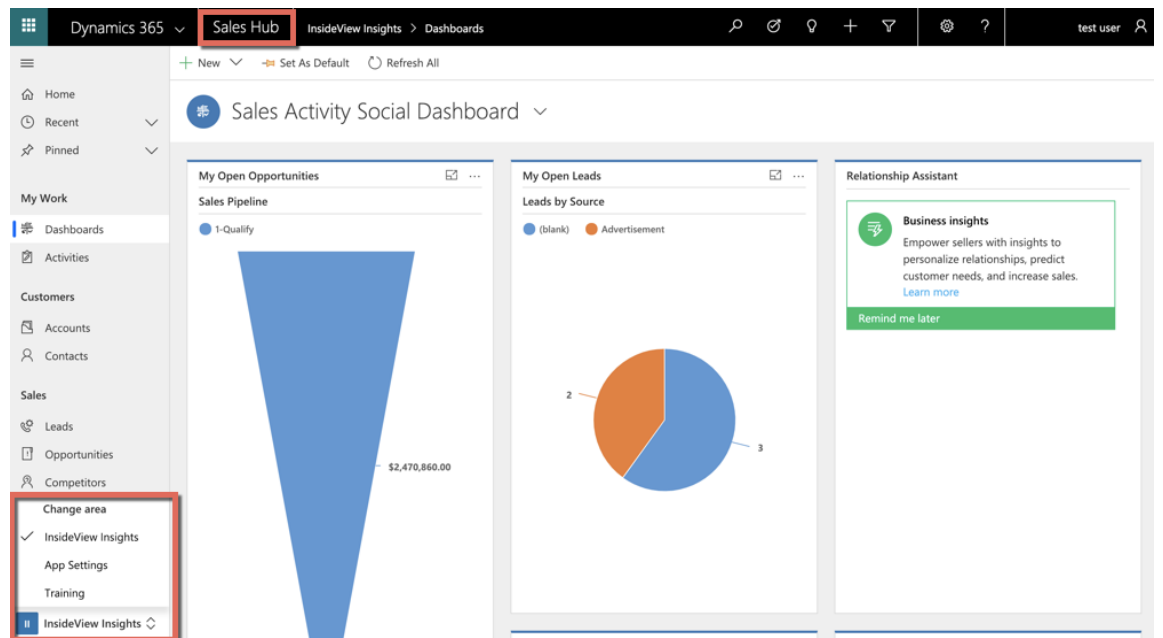 Dynamics 365
Sales Hub
InsideView Insights > Dashboards
?
test user
New
Set As Default
Refresh All
Home
Recent
Pinned
My Work
Dashboards
Activities
Customers
Accounts
Contacts
Sales
Leads
Opportunities
Competitors
Change area
InsideView Insights
App Settings
Training
II InsideView Insights
Sales Activity Social Dashboard
My Open Opportunities
Sales Pipeline
1-Qualify
$2,470,860.00
My Open Leads
Leads by Source
(blank)
Advertisement
2
3
Relationship Assistant
Business insights
Empower sellers with insights to
personalize relationships, predict
customer needs, and increase sales.
Learn more
Remind me later